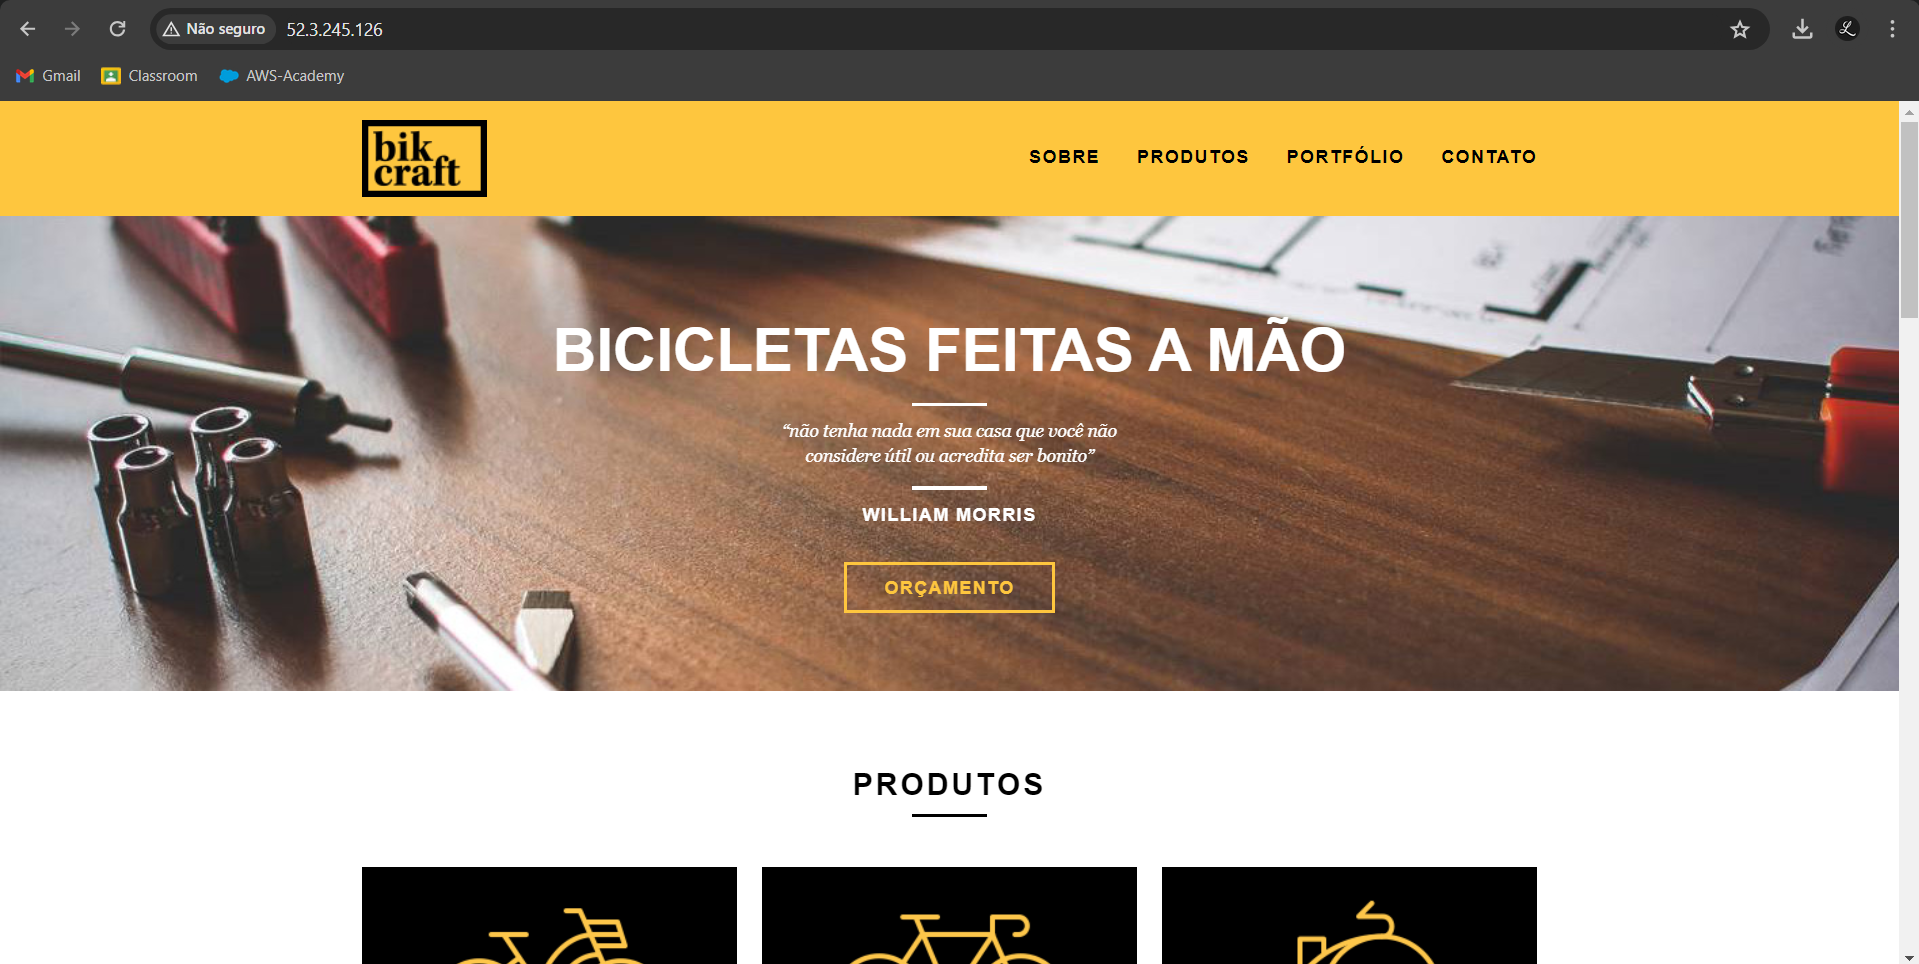 Não seguro
52.3.245.126
Gmail
Classroom
AWS-Academy
bik
craft
SOBRE
PRODUTOS
PORTFÓLIO
CONTATO
BICICLETAS FEITAS A MÃO
“não tenha nada em sua casa que você não
considere útil ou acredita ser bonito”
WILLIAM MORRIS
ORÇAMENTO
PRODUTOS